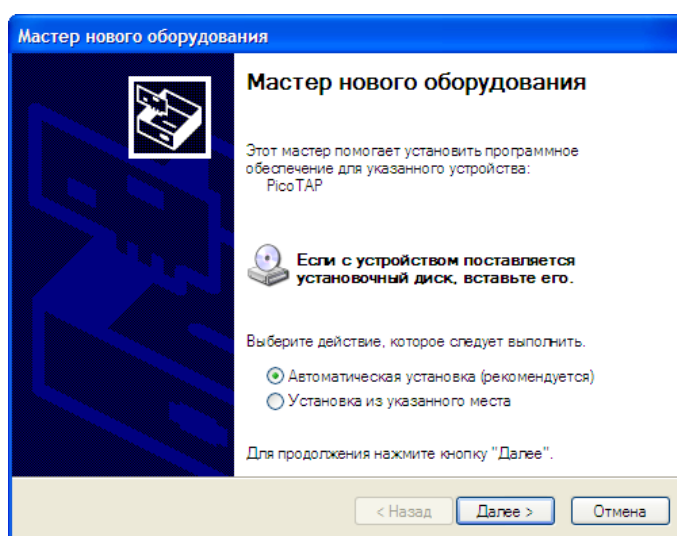 Мастер нового оборудования
Мастер нового оборудования
Этот мастер помогает установить программное
обеспечение для указанного устройства:
PicoTAP
Если с устройством поставляется
установочный диск, вставьте его.
Выберите действие, которое следует выполнить.
Автоматическая установка (рекомендуется)
Установка из указанного места
Для продолжения нажмите кнопку "Далее".
< Назад Далее > Отмена